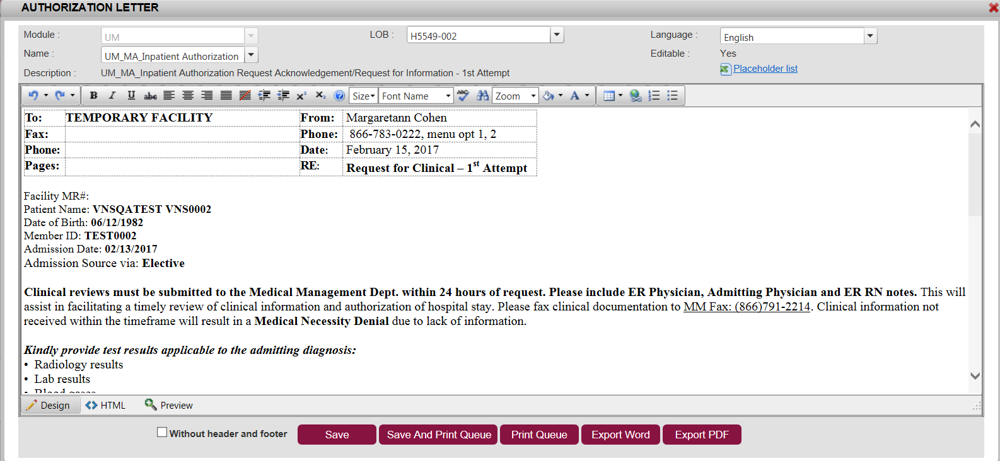 AUTHORIZATION LETTER
Module : UM LOB : H5549-002 Language : English
Name : UM_MA_Inpatient Authorization Editable : Yes
Placeholder list
Description : UM_MA_Inpatient Authorization Request Acknowledgement/Request for Information - 1st Attempt
B I U abc x² x₂ Size Font Name ABC Zoom A
To: TEMPORARY FACILITY From: Margaretann Cohen
Fax: Phone: 866-783-0222, menu opt 1, 2
Phone: Date: February 15, 2017
Pages: RE: Request for Clinical – 1st Attempt
Facility MR#:
Patient Name: VNSQATEST VNS0002
Date of Birth: 06/12/1982
Member ID: TEST0002
Admission Date: 02/13/2017
Admission Source via: Elective
Clinical reviews must be submitted to the Medical Management Dept. within 24 hours of request. Please include ER Physician, Admitting Physician and ER RN notes. This will
assist in facilitating a timely review of clinical information and authorization of hospital stay. Please fax clinical documentation to MM Fax: (866)791-2214. Clinical information not
received within the timeframe will result in a Medical Necessity Denial due to lack of information.
Kindly provide test results applicable to the admitting diagnosis:
• Radiology results
• Lab results
• Blood gases
Design HTML Preview
Without header and footer Save Save And Print Queue Print Queue Export Word Export PDF